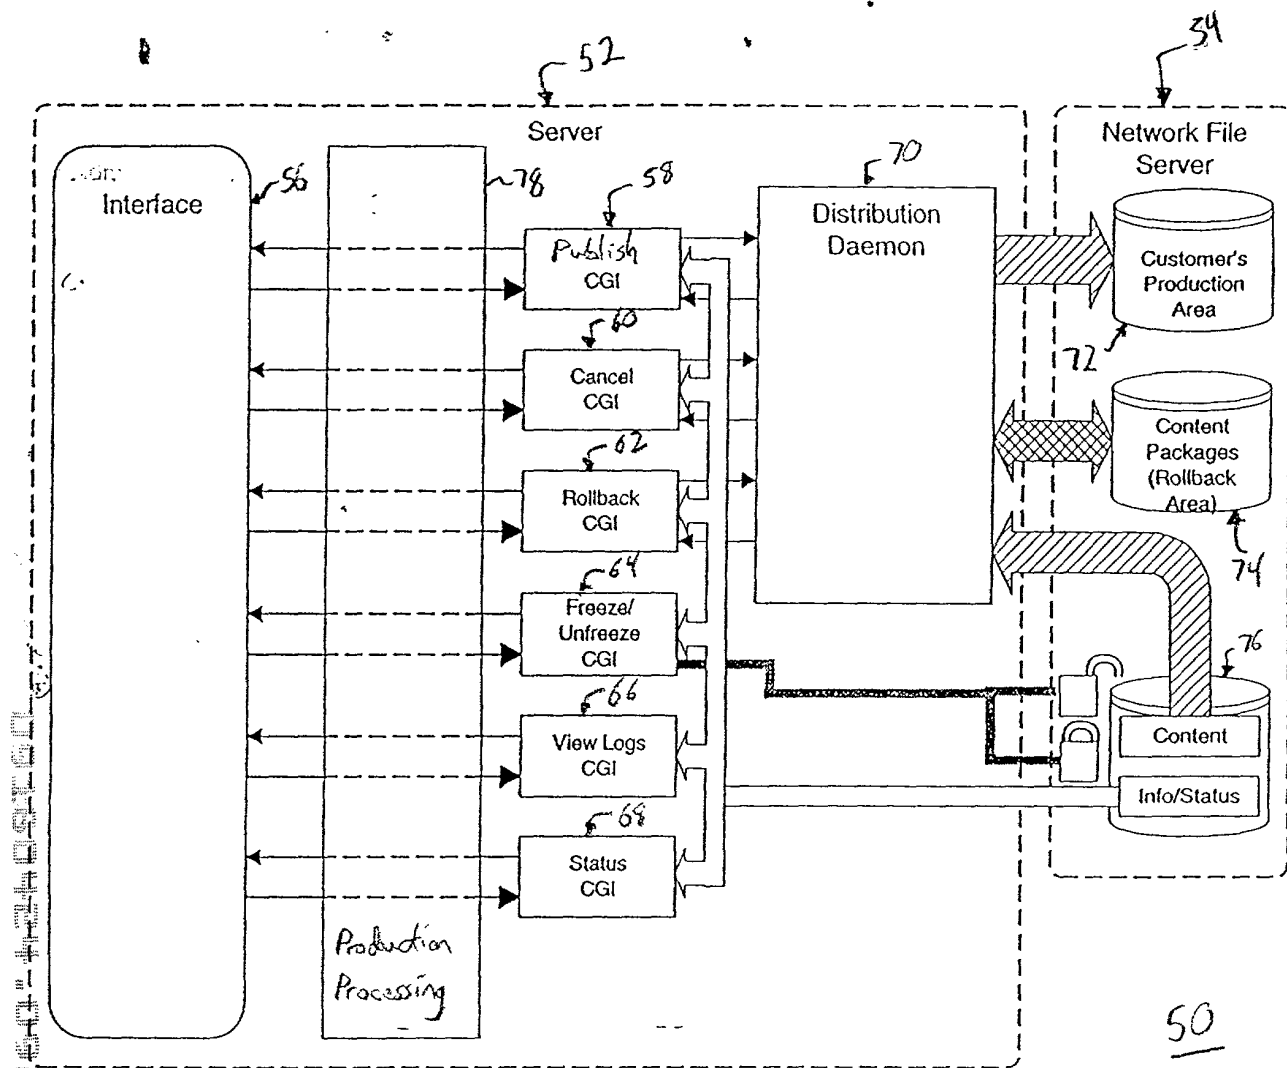 52
54
Server
Network File
Server
Interface
56
78
58
70
Distribution
Daemon
Publish
CGI
Customer's
Production
Area
72
60
Cancel
CGI
62
Rollback
CGI
Content
Packages
(Rollback
Area)
74
64
Freeze/
Unfreeze
CGI
76
66
View Logs
CGI
Content
Info/Status
68
Status
CGI
Production
Processing
50